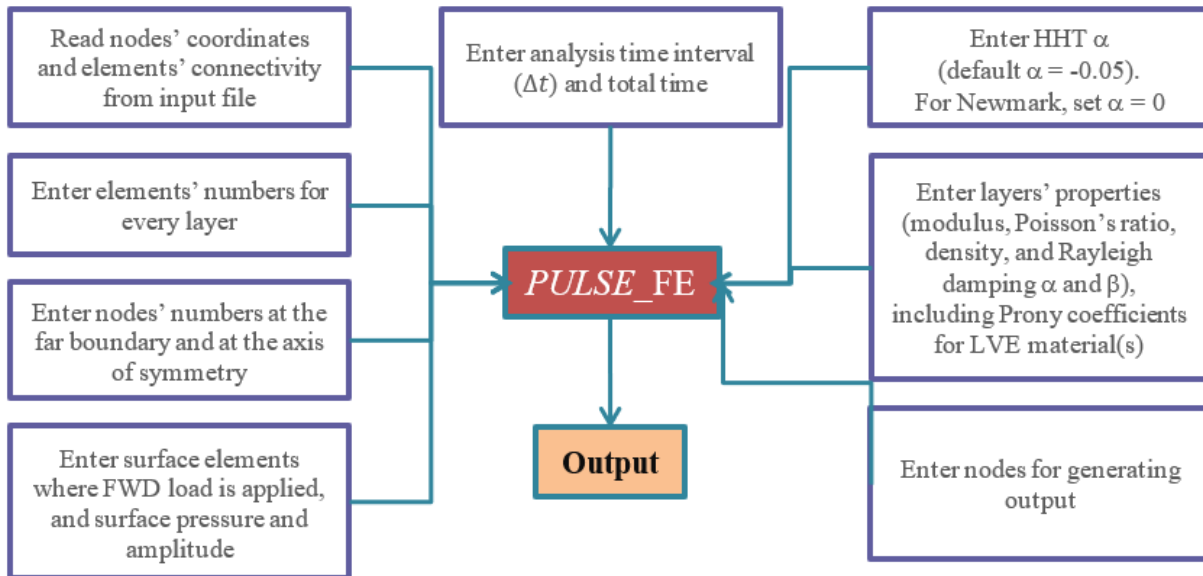 Read nodes’ coordinates
and elements’ connectivity
from input file
Enter elements’ numbers for
every layer
Enter nodes’ numbers at the
far boundary and at the axis
of symmetry
Enter surface elements
where FWD load is applied,
and surface pressure and
amplitude
Enter analysis time interval
(Δt) and total time
PULSE_FE
Output
Enter HHT α
(default α = -0.05).
For Newmark, set α = 0
Enter layers’ properties
(modulus, Poisson’s ratio,
density, and Rayleigh
damping α and β),
including Prony coefficients
for LVE material(s)
Enter nodes for generating
output